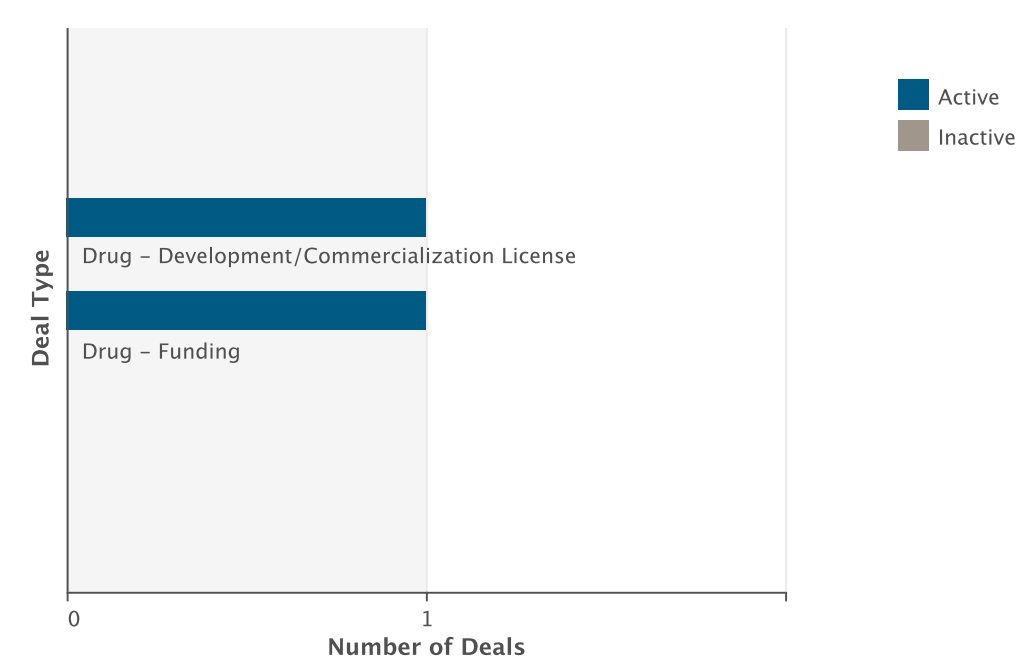 Active
Inactive
Deal Type
Drug – Development/Commercialization License
Drug – Funding
0
1
Number of Deals